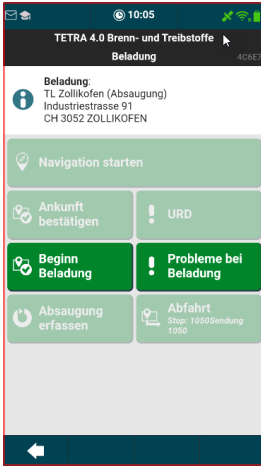 10:05
TETRA 4.0 Brenn- und Treibstoffe
Beladung
4C6E7
Beladung:
TL Zollikofen (Absaugung)
Industriestrasse 91
CH 3052 ZOLLIKOFEN
Navigation starten
Ankunft
bestätigen
URD
Beginn
Beladung
Probleme bei
Beladung
Absaugung
erfassen
Abfahrt
Stop: 1050Sendung
1050